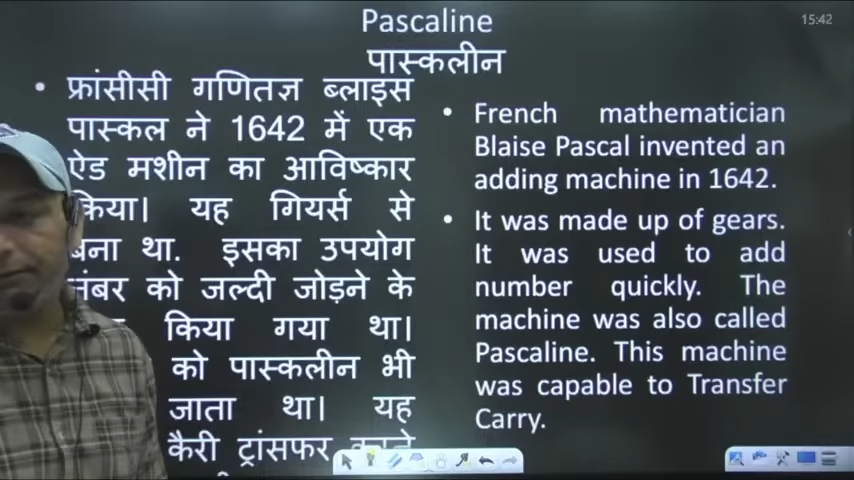 Pascaline
15:42
पास्कलीन
• फ्रांसीसी गणितज्ञ ब्लाइस
पास्कल ने 1642 में एक
ऐड मशीन का आविष्कार
किया। यह गियर्स से
बना था. इसका उपयोग
नंबर को जल्दी जोड़ने के
किया गया था।
को पास्कलीन भी
जाता था। यह
कैरी ट्रांसफर करने
• French mathematician
Blaise Pascal invented an
adding machine in 1642.
• It was made up of gears.
It was used to add
number quickly. The
machine was also called
Pascaline. This machine
was capable to Transfer
Carry.